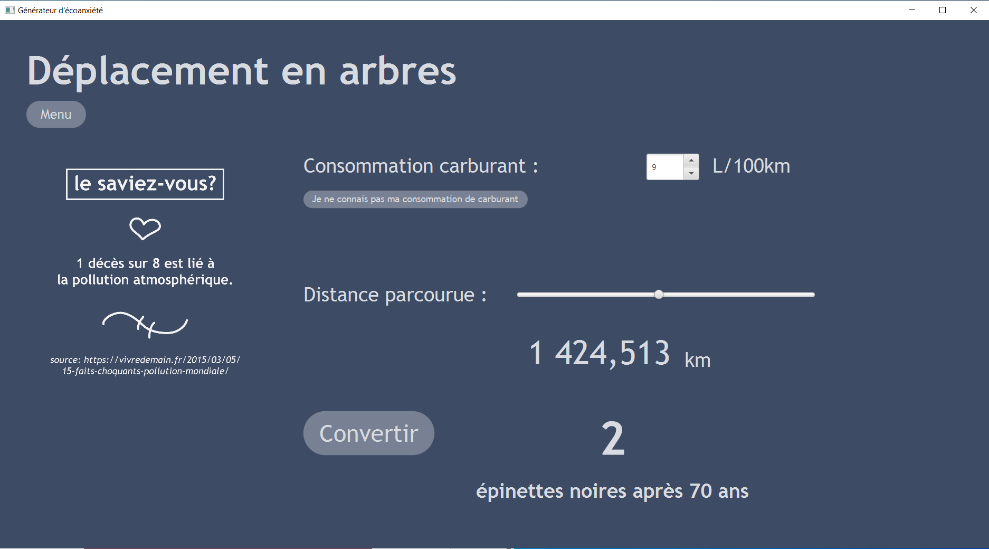 Générateur d'écoanxiété
Déplacement en arbres
Menu
le saviez-vous?
1 décès sur 8 est lié à
la pollution atmosphérique.
source: https://vivredemain.fr/2015/03/05/
15-faits-choquants-pollution-mondiale/
Consommation carburant :
9
L/100km
Je ne connais pas ma consommation de carburant
Distance parcourue :
1 424,513 km
Convertir
2
épinettes noires après 70 ans